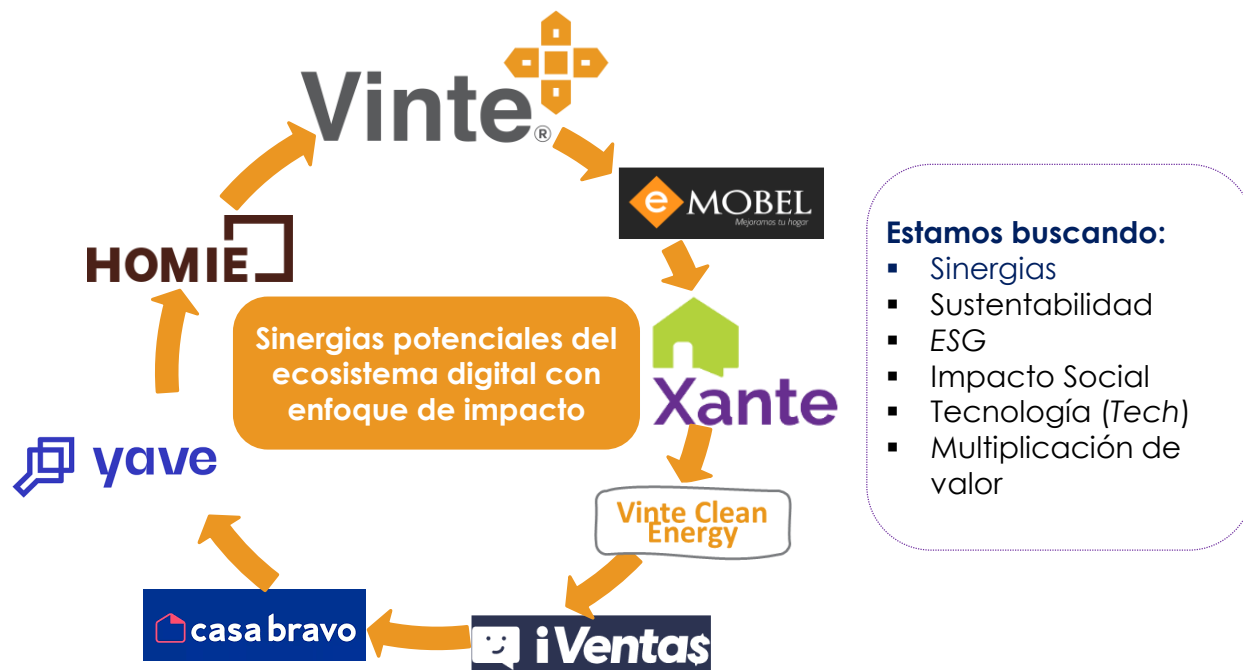 Vinte®
e MOBEL
Mejoramos tu hogar
HOMIE
Sinergias potenciales del
ecosistema digital con
enfoque de impacto
Xante
yave
Vinte Clean
Energy
casa bravo
iVenta$
Estamos buscando:
▪ Sinergias
▪ Sustentabilidad
▪ ESG
▪ Impacto Social
▪ Tecnología (Tech)
▪ Multiplicación de
valor